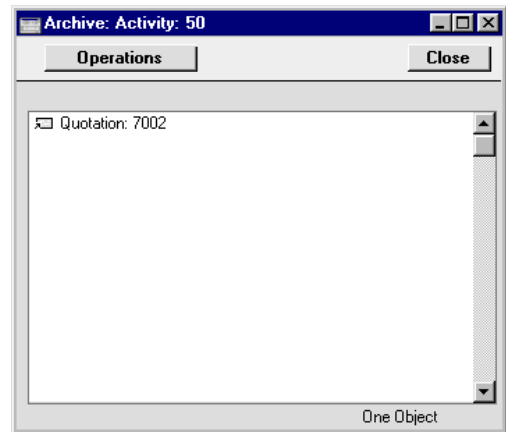 Archive: Activity: 50
Operations Close
Quotation: 7002
One Object